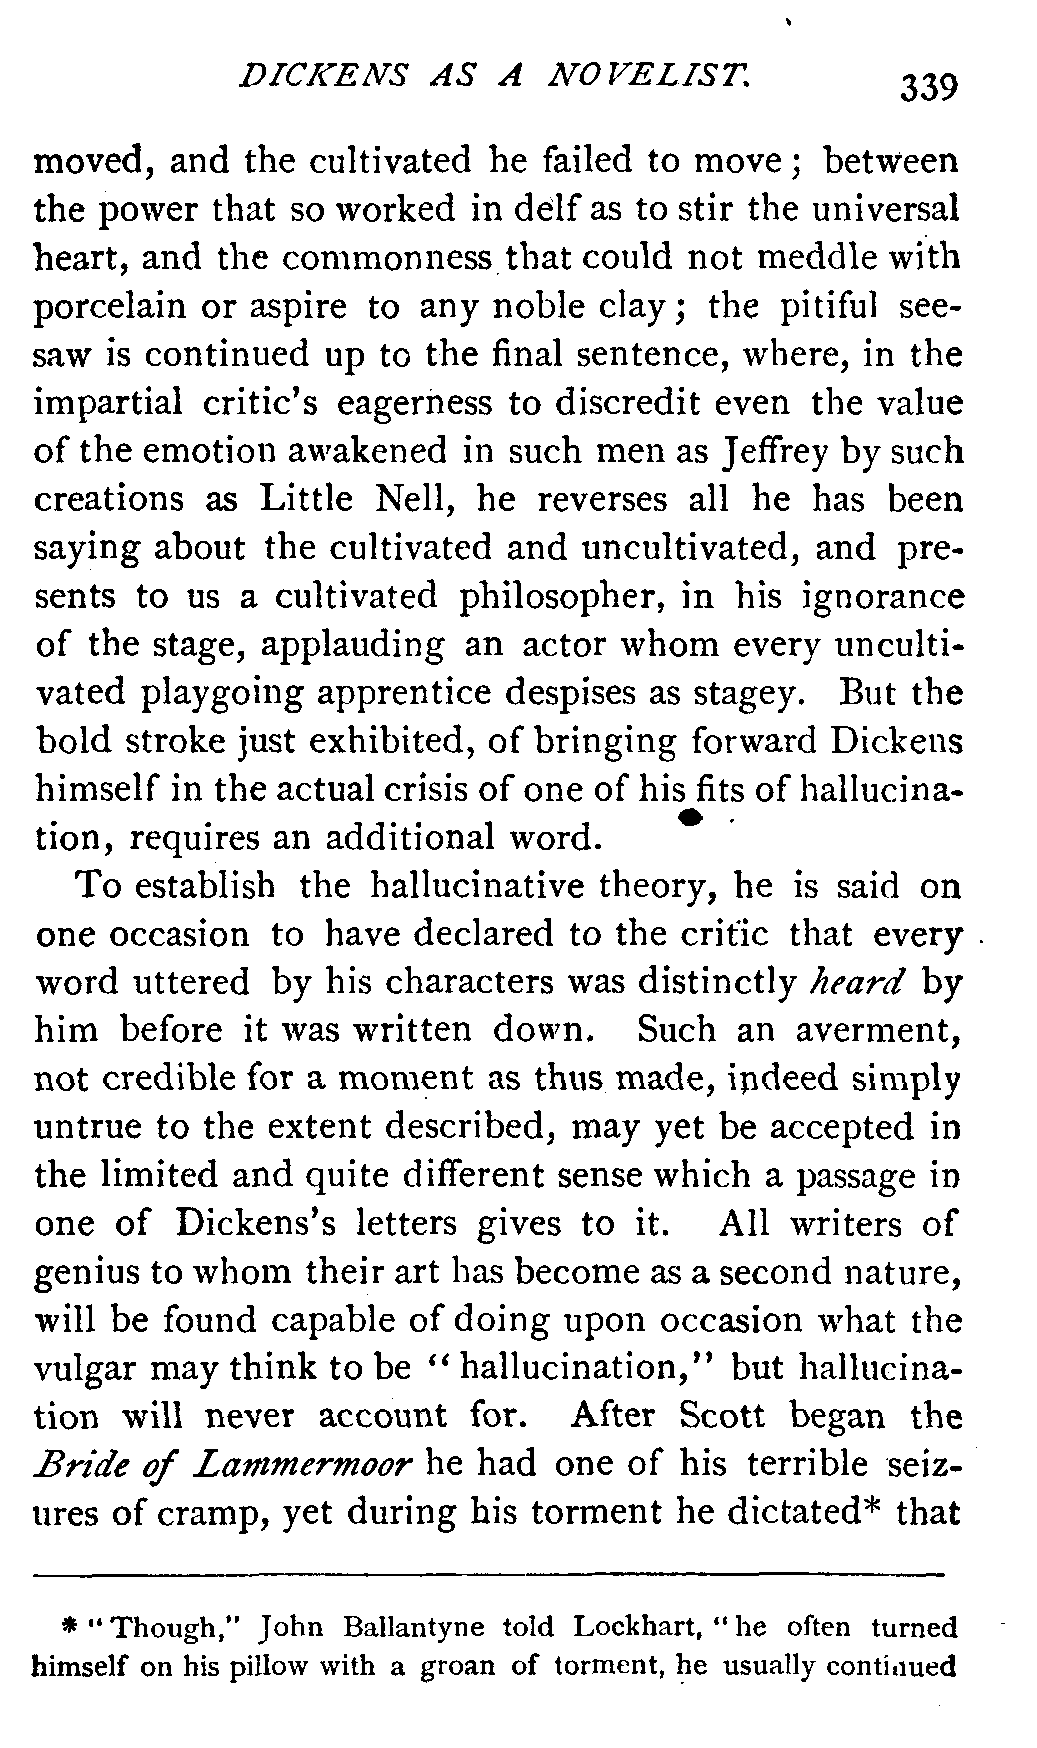 DICKENS AS A NOVELIST. 339
moved, and the cultivated he failed to move; between
the power that so worked in delf as to stir the universal
heart, and the commonness that could not meddle with
porcelain or aspire to any noble clay; the pitiful see-
saw is continued up to the final sentence, where, in the
impartial critic's eagerness to discredit even the value
of the emotion awakened in such men as Jeffrey by such
creations as Little Nell, he reverses all he has been
saying about the cultivated and uncultivated, and pre-
sents to us a cultivated philosopher, in his ignorance
of the stage, applauding an actor whom every unculti-
vated playgoing apprentice despises as stagey. But the
bold stroke just exhibited, of bringing forward Dickens
himself in the actual crisis of one of his fits of hallucina-
tion, requires an additional word.
To establish the hallucinative theory, he is said on
one occasion to have declared to the critic that every
word uttered by his characters was distinctly heard by
him before it was written down. Such an averment,
not credible for a moment as thus made, indeed simply
untrue to the extent described, may yet be accepted in
the limited and quite different sense which a passage in
one of Dickens's letters gives to it. All writers of
genius to whom their art has become as a second nature,
will be found capable of doing upon occasion what the
vulgar may think to be "hallucination," but hallucina-
tion will never account for. After Scott began the
Bride of Lammermoor he had one of his terrible seiz-
ures of cramp, yet during his torment he dictated* that
* "Though," John Ballantyne told Lockhart, "he often turned
himself on his pillow with a groan of torment, he usually continued